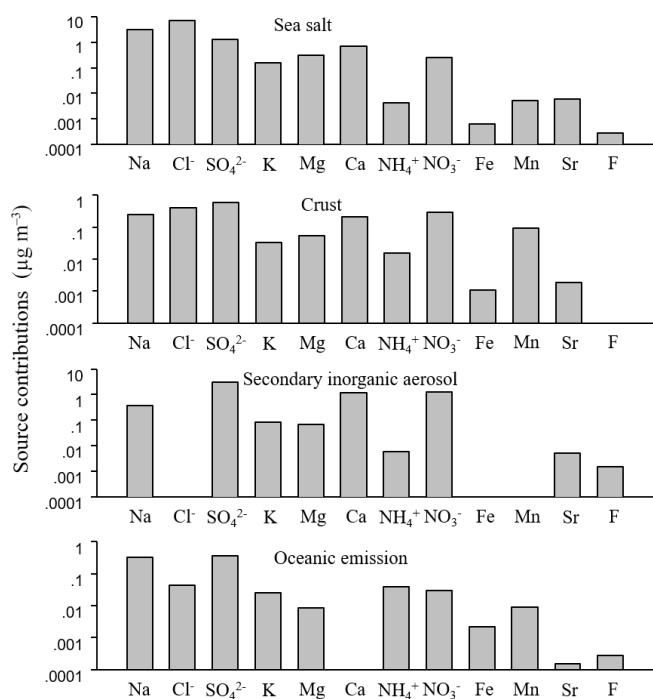 Source contributions (µg m⁻³)
Sea salt
10
1
.1
.01
.001
.0001
Na Cl⁻ SO₄²⁻ K Mg Ca NH₄⁺ NO₃⁻ Fe Mn Sr F
Crust
1
.1
.01
.001
.0001
Na Cl⁻ SO₄²⁻ K Mg Ca NH₄⁺ NO₃⁻ Fe Mn Sr F
Secondary inorganic aerosol
10
1
.1
.01
.001
.0001
Na Cl⁻ SO₄²⁻ K Mg Ca NH₄⁺ NO₃⁻ Fe Mn Sr F
Oceanic emission
1
.1
.01
.001
.0001
Na Cl⁻ SO₄²⁻ K Mg Ca NH₄⁺ NO₃⁻ Fe Mn Sr F